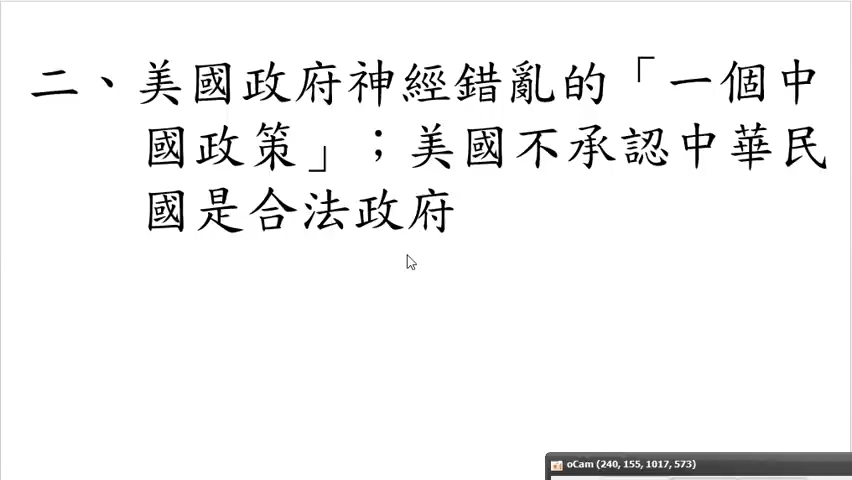 二、美國政府神經錯亂的「一個中
國政策」；美國不承認中華民
國是合法政府
oCam (240, 155, 1017, 573)